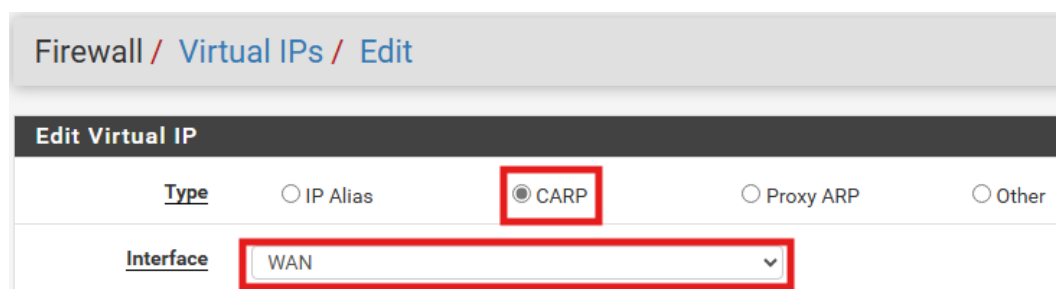 Firewall / Virtual IPs / Edit
Edit Virtual IP
Type IP Alias CARP Proxy ARP Other
Interface WAN